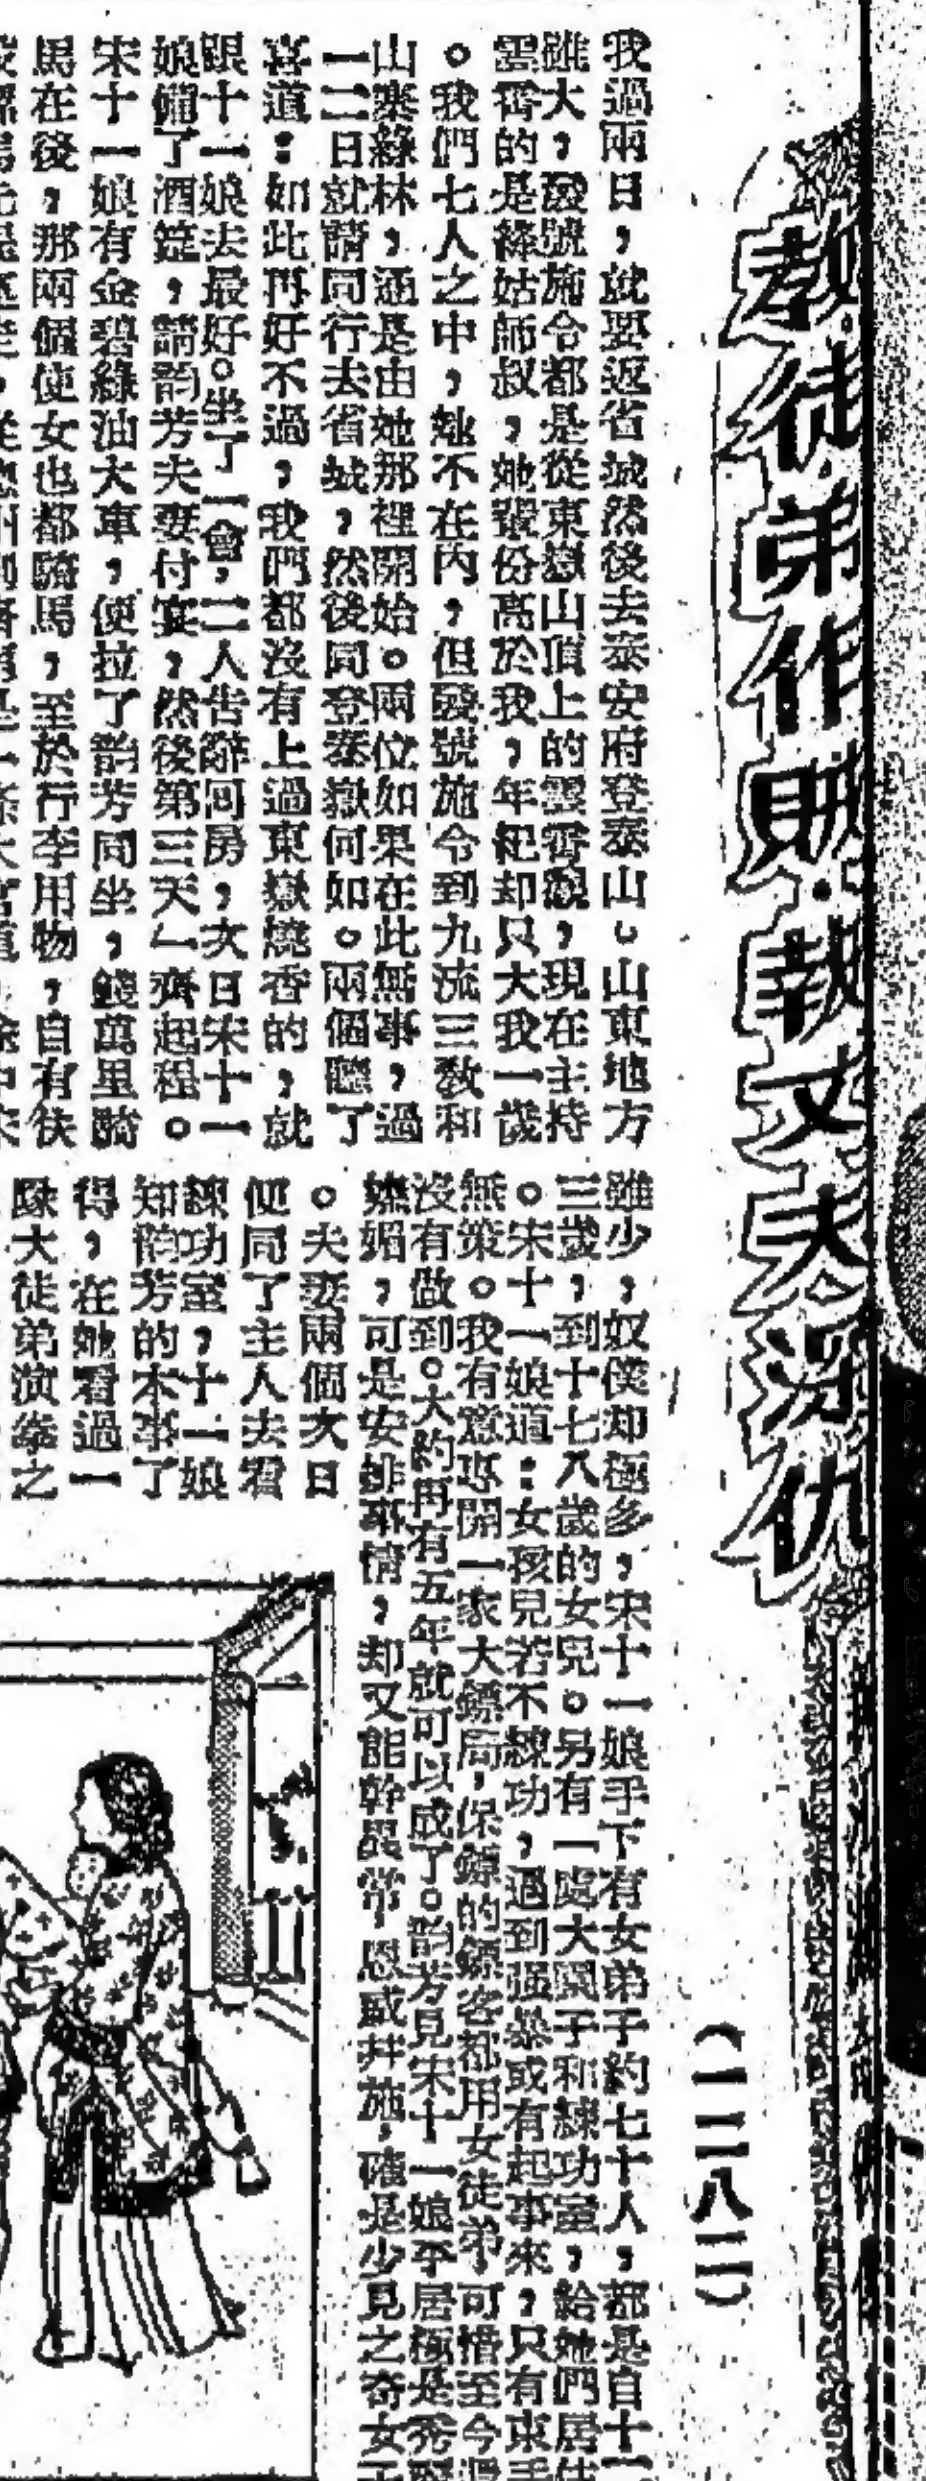 教徒弟作賊·報丈夫深仇
（一二八二）
我過兩日，就要返省城然後去泰安府登泰山。山東地方
雖大，發號施令都是從東嶽山頂上的雲霄觀，現在主持
雲霄的是綠姑師叔，她輩份高於我，年紀却只大我一歲
。我們七人之中，她不在內，但發號施令到九流三教和
山寨綠林，通是由她那裡開始。兩位如果在此無事，過
一二日就請同行去省城，然後同登泰嶽何如。兩個聽了
喜道：如此再好不過，我們都沒有上過東嶽燒香的，就
跟十一娘去最好。坐了一會，二人告辭回房，次日宋十一
娘備了酒筵，請韵芳夫妻付宴，然後第三天一齊起程。
宋十一娘有金碧綠油大車，便拉了韵芳同坐，錢萬里騎
馬在後，那兩個使女也都騎馬，至於行李用物，自有伕
雖少，奴僕却極多，宋十一娘手下有女弟子約七十人，都是自十一
三歲，到十七八歲的女兒。另有一處大園子和練功室，給她們居住
。宋十一娘道：女孩兒若不練功，遇到强暴或有起事來，只有束手
無策。我有意思開一家大鏢局，保鏢的鏢客都用女徒弟，可惜至今還
沒有做到。大約再有五年就可以成了。韵芳見宋十一娘平居極是秀
嫵媚，可是安排事情，却又能幹異常恩威并施，確是少見之奇女子
。夫妻兩個次日
便同了主人去看
練功室，十一娘
知韵芳的本事了
得，在她看過一
隊大徒弟演拳之